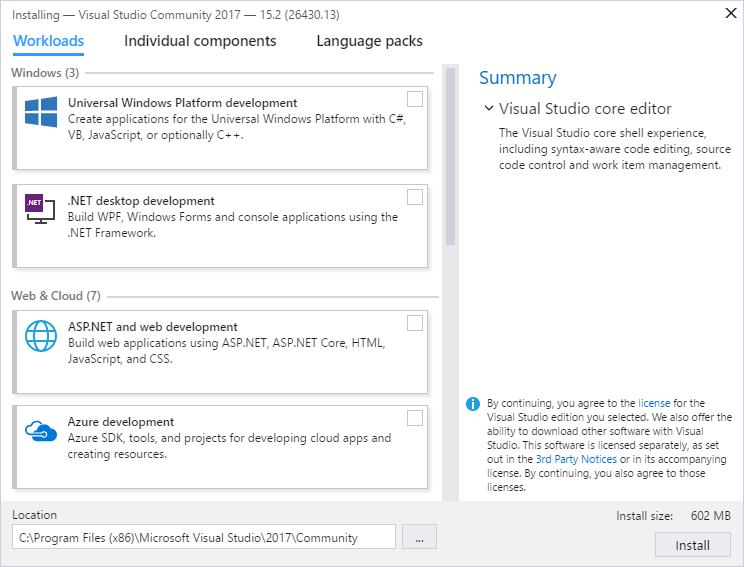 Installing — Visual Studio Community 2017 — 15.2 (26430.13)
Workloads
Individual components
Language packs
Windows (3)
Universal Windows Platform development
Create applications for the Universal Windows Platform with C#,
VB, JavaScript, or optionally C++.
.NET
.NET desktop development
Build WPF, Windows Forms and console applications using the
.NET Framework.
Web & Cloud (7)
ASP.NET and web development
Build web applications using ASP.NET, ASP.NET Core, HTML,
JavaScript, and CSS.
Azure development
Azure SDK, tools, and projects for developing cloud apps and
creating resources.
Summary
Visual Studio core editor
The Visual Studio core shell experience,
including syntax-aware code editing, source
code control and work item management.
By continuing, you agree to the license for the
Visual Studio edition you selected. We also offer the
ability to download other software with Visual
Studio. This software is licensed separately, as set
out in the 3rd Party Notices or in its accompanying
license. By continuing, you also agree to those
licenses.
Location
C:\Program Files (x86)\Microsoft Visual Studio\2017\Community
...
Install size: 602 MB
Install